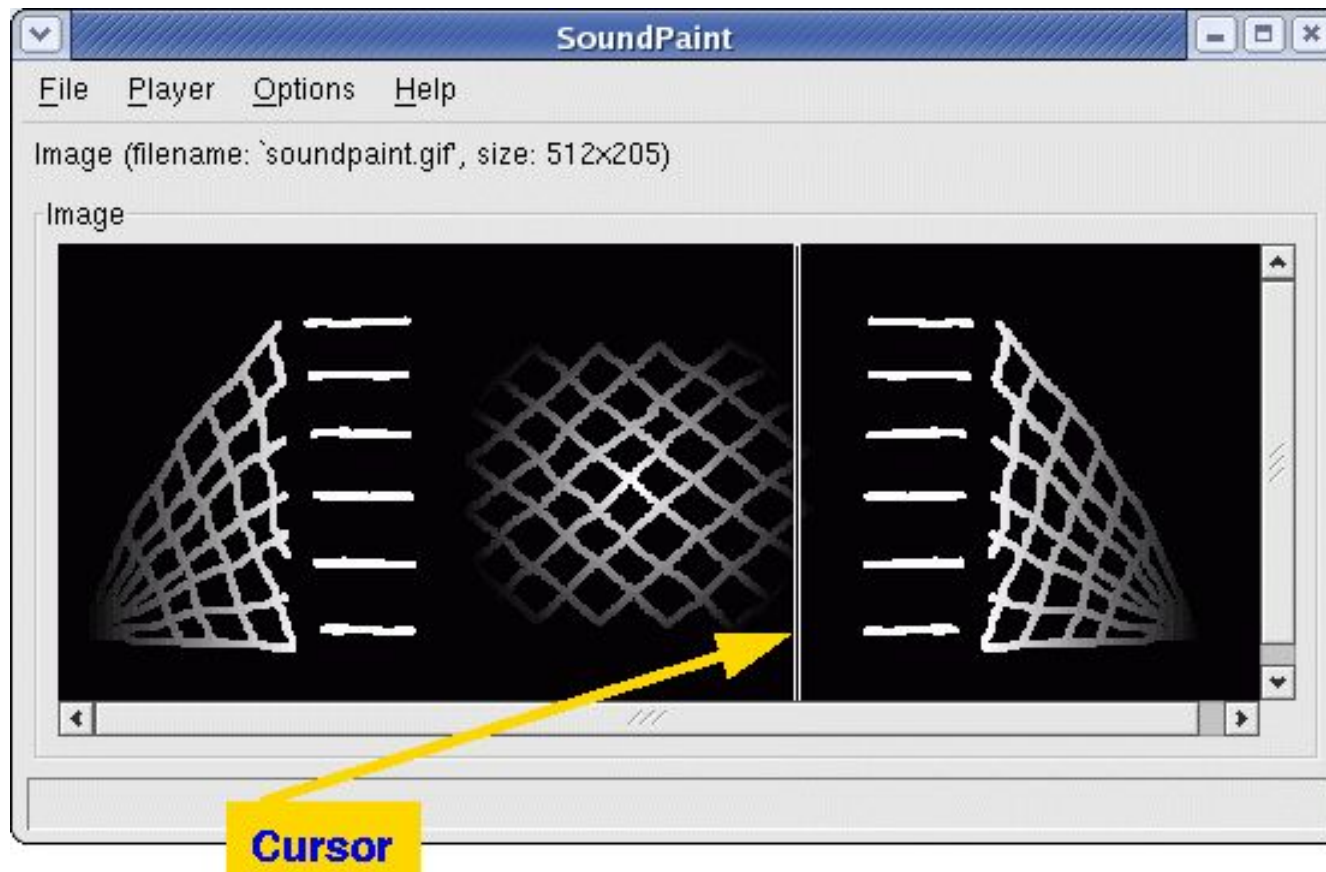 SoundPaint
File Player Options Help
Image (filename: `soundpaint.gif', size: 512x205)
Image
Cursor